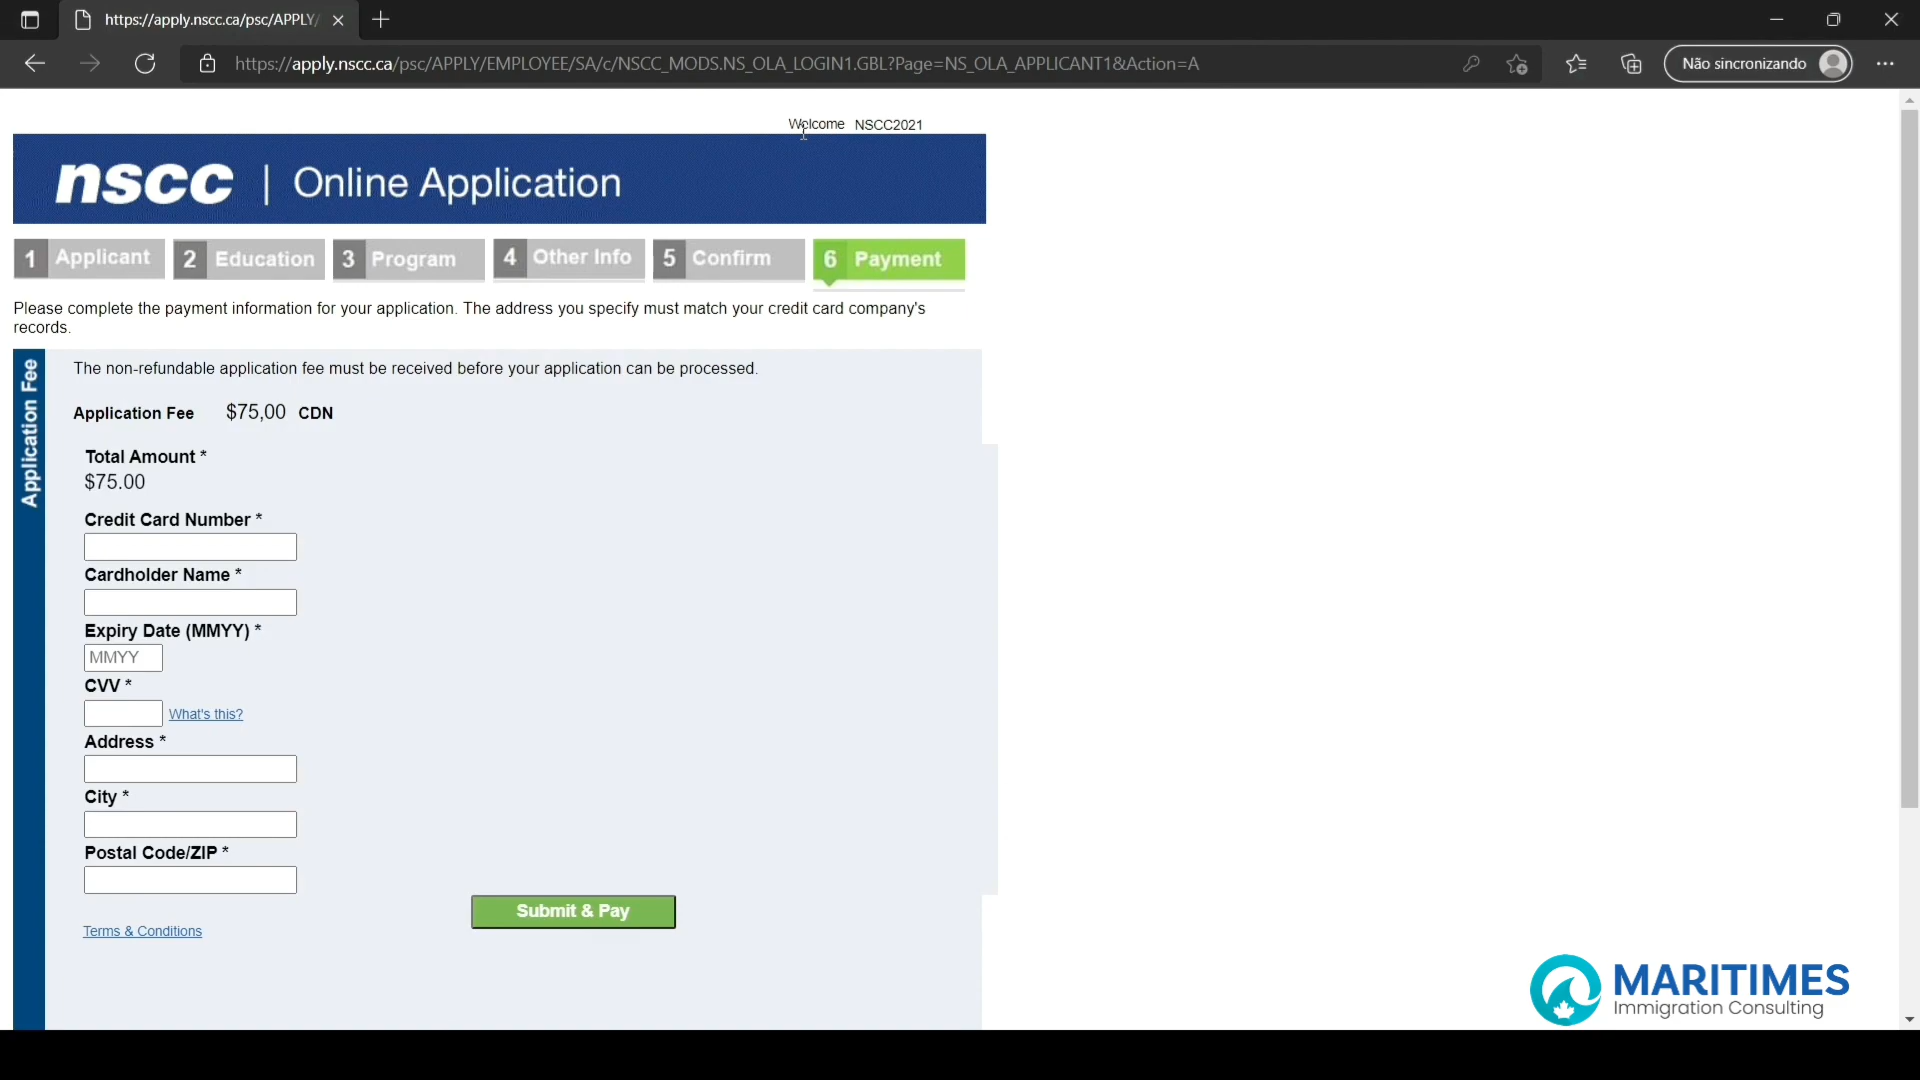 https://apply.nscc.ca/psc/APPLY/
https://apply.nscc.ca/psc/APPLY/EMPLOYEE/SA/c/NSCC_MODS.NS_OLA_LOGIN1.GBL?Page=NS_OLA_APPLICANT1&Action=A
Não sincronizando
Welcome NSCC2021
nscc | Online Application
1 Applicant 2 Education 3 Program 4 Other Info 5 Confirm 6 Payment
Please complete the payment information for your application. The address you specify must match your credit card company's
records.
Application Fee
The non-refundable application fee must be received before your application can be processed.
Application Fee $75,00 CDN
Total Amount *
$75.00
Credit Card Number *
Cardholder Name *
Expiry Date (MMYY) *
MMYY
CVV *
What's this?
Address *
City *
Postal Code/ZIP *
Submit & Pay
Terms & Conditions
MARITIMES
Immigration Consulting